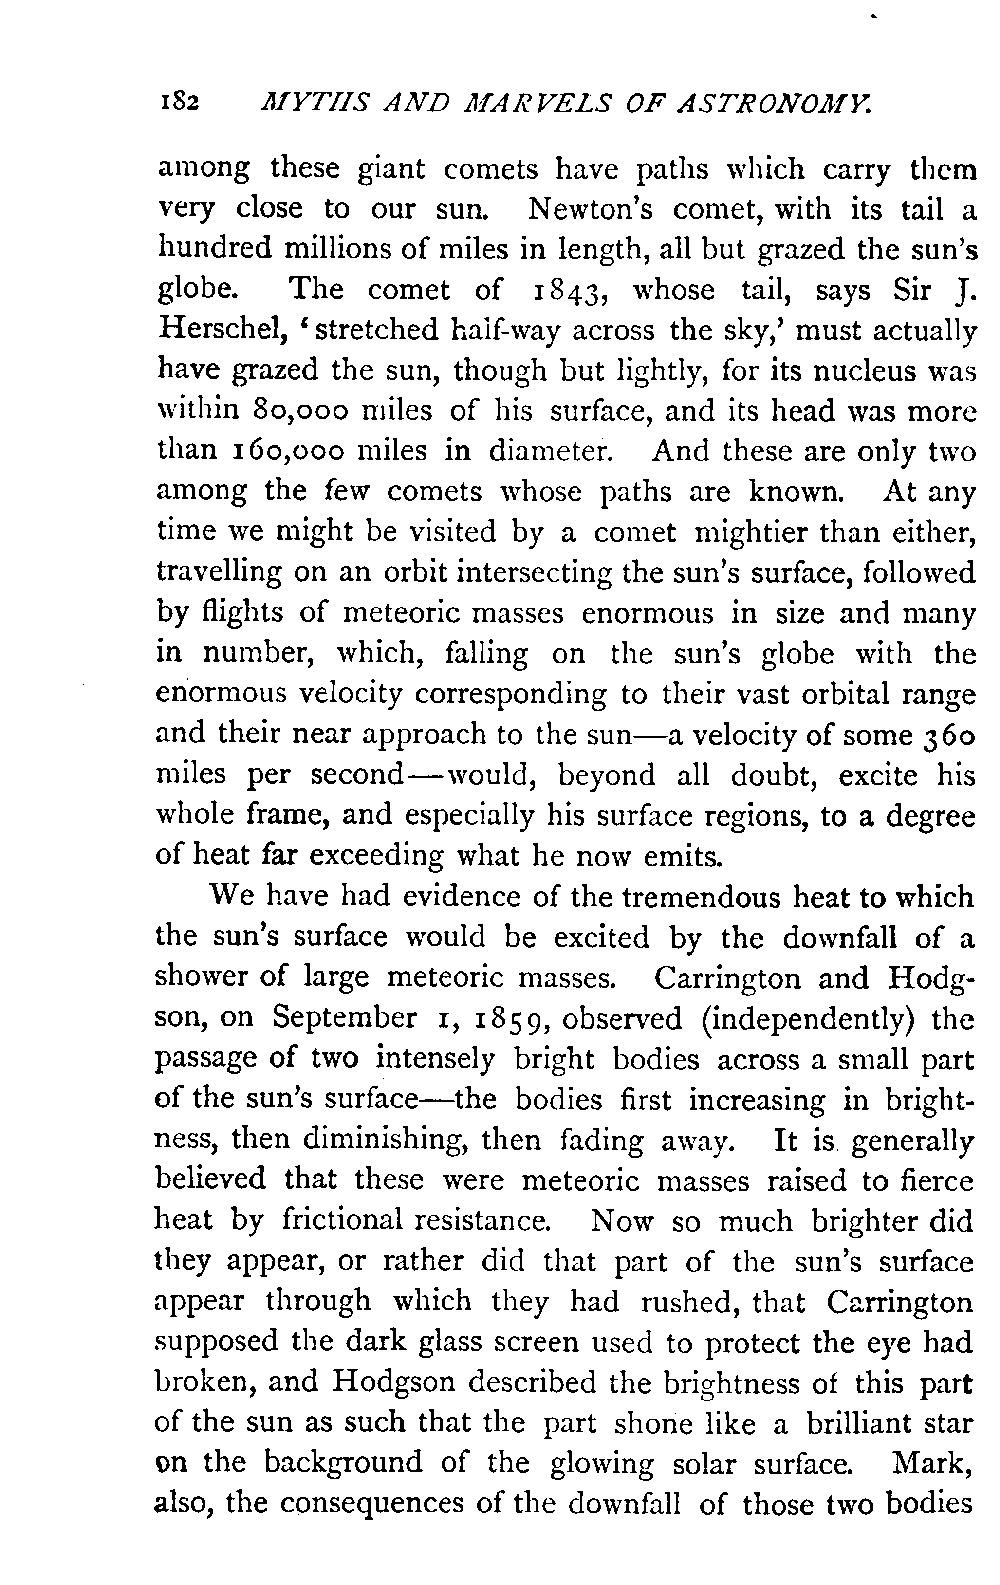 182 MYTHS AND MARVELS OF ASTRONOMY.
among these giant comets have paths which carry them
very close to our sun. Newton's comet, with its tail a
hundred millions of miles in length, all but grazed the sun's
globe. The comet of 1843, whose tail, says Sir J.
Herschel, ‘stretched half-way across the sky,’ must actually
have grazed the sun, though but lightly, for its nucleus was
within 80,000 miles of his surface, and its head was more
than 160,000 miles in diameter. And these are only two
among the few comets whose paths are known. At any
time we might be visited by a comet mightier than either,
travelling on an orbit intersecting the sun's surface, followed
by flights of meteoric masses enormous in size and many
in number, which, falling on the sun's globe with the
enormous velocity corresponding to their vast orbital range
and their near approach to the sun—a velocity of some 360
miles per second—would, beyond all doubt, excite his
whole frame, and especially his surface regions, to a degree
of heat far exceeding what he now emits.
We have had evidence of the tremendous heat to which
the sun's surface would be excited by the downfall of a
shower of large meteoric masses. Carrington and Hodg-
son, on September 1, 1859, observed (independently) the
passage of two intensely bright bodies across a small part
of the sun's surface—the bodies first increasing in bright-
ness, then diminishing, then fading away. It is generally
believed that these were meteoric masses raised to fierce
heat by frictional resistance. Now so much brighter did
they appear, or rather did that part of the sun's surface
appear through which they had rushed, that Carrington
supposed the dark glass screen used to protect the eye had
broken, and Hodgson described the brightness of this part
of the sun as such that the part shone like a brilliant star
on the background of the glowing solar surface. Mark,
also, the consequences of the downfall of those two bodies